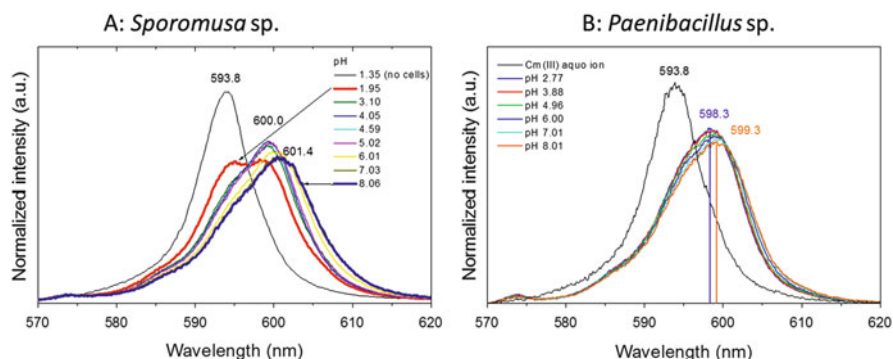 A: Sporomusa sp.
Normalized intensity (a.u.)
593.8
600.0
601.4
pH
1.35 (no cells)
1.95
3.10
4.05
4.59
5.02
6.01
7.03
8.06
570 580 590 600 610 620
Wavelength (nm)
B: Paenibacillus sp.
Normalized intensity (a.u.)
Cm (III) aquo ion
pH 2.77
pH 3.88
pH 4.96
pH 6.00
pH 7.01
pH 8.01
593.8
598.3
599.3
570 580 590 600 610 620
Wavelength (nm)